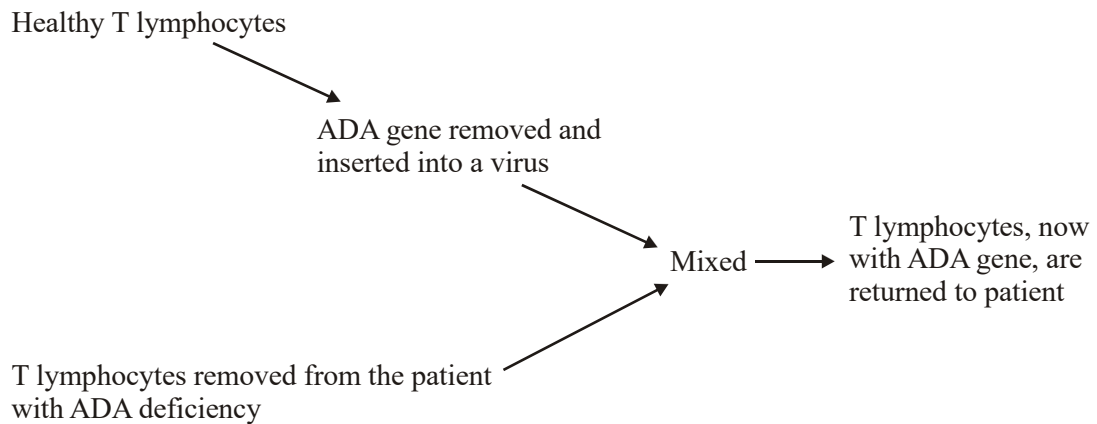 Healthy T lymphocytes
ADA gene removed and
inserted into a virus
Mixed
T lymphocytes, now
with ADA gene, are
returned to patient
T lymphocytes removed from the patient
with ADA deficiency